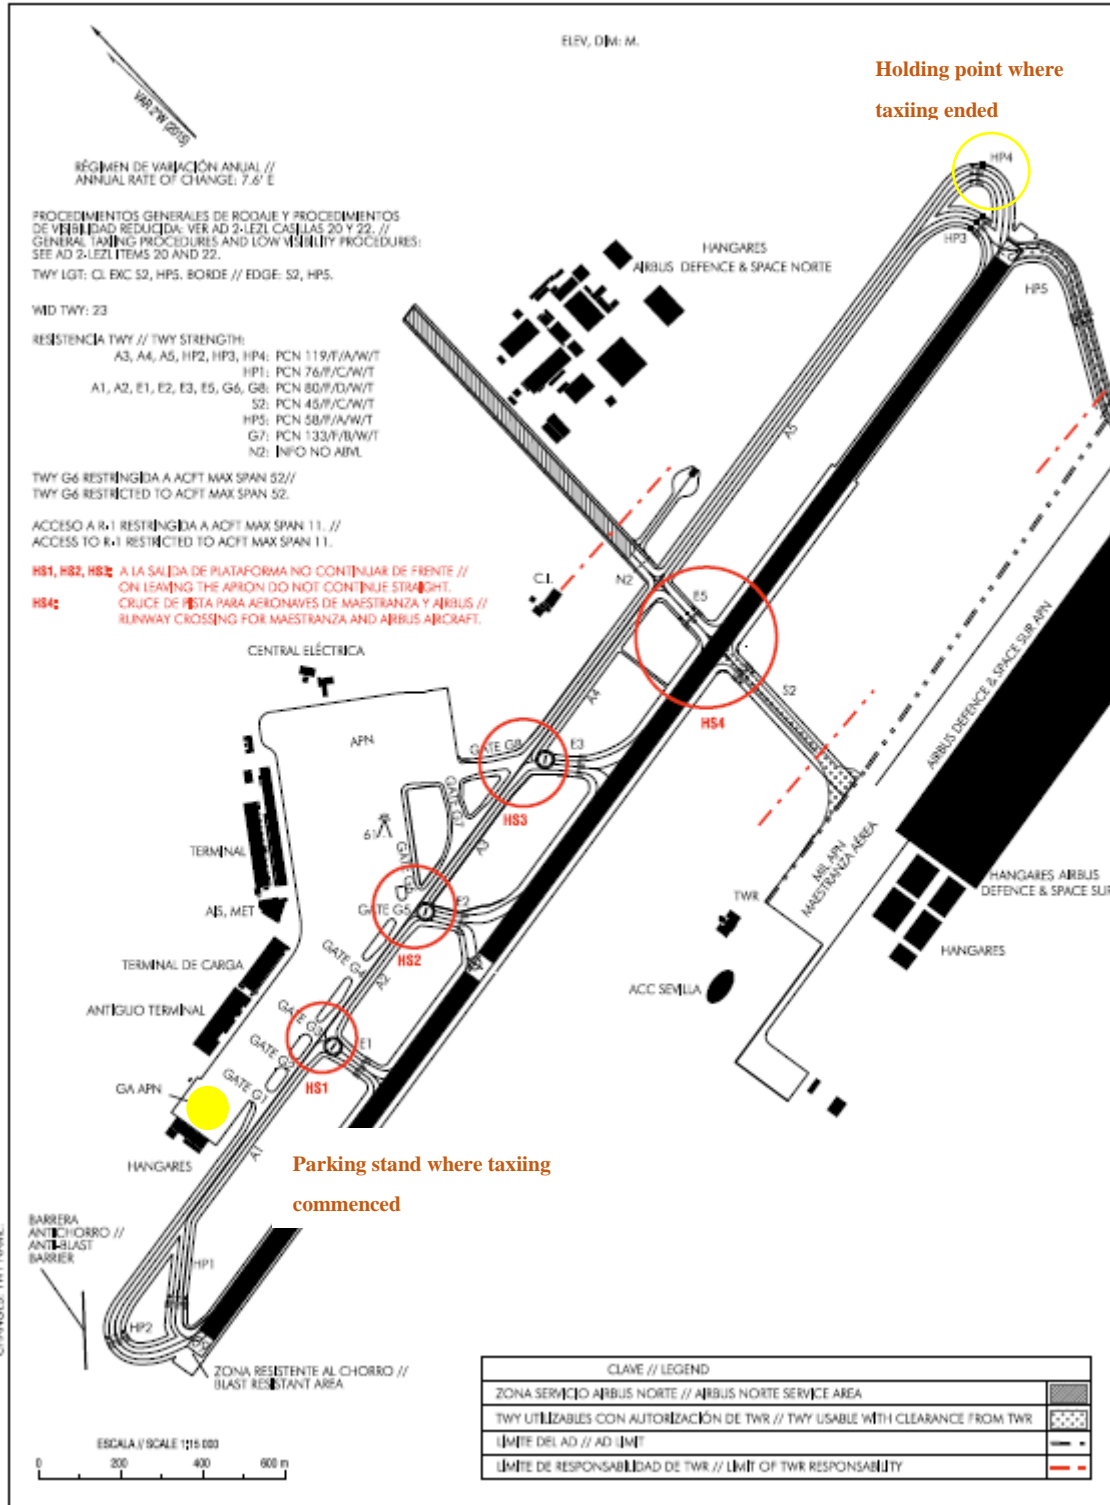 ELEV, DIM: M.
Holding point where
taxiing ended
VAR 2°W (2015)
HP4
RÉGIMEN DE VARIACIÓN ANUAL //
ANNUAL RATE OF CHANGE: 7.6' E
PROCEDIMIENTOS GENERALES DE RODAJE Y PROCEDIMIENTOS
DE VISIBILIDAD REDUCIDA: VER AD 2-LEZL CASILLAS 20 Y 22. //
GENERAL TAXIING PROCEDURES AND LOW VISIBILITY PROCEDURES:
SEE AD 2-LEZL ITEMS 20 AND 22.
TWY LGT: CL EXC S2, HP5. BORDE // EDGE: S2, HP5.
WID TWY: 23
RESISTENCIA TWY // TWY STRENGTH:
A3, A4, A5, HP2, HP3, HP4: PCN 119/F/A/W/T
HP1: PCN 76/F/C/W/T
A1, A2, E1, E2, E3, E5, G6, G8: PCN 80/F/D/W/T
S2: PCN 45/F/C/W/T
HP5: PCN 58/F/A/W/T
G7: PCN 133/F/B/W/T
N2: INFO NO ABVL
TWY G6 RESTRINGIDA A ACFT MAX SPAN 52//
TWY G6 RESTRICTED TO ACFT MAX SPAN 52.
ACCESO A R-1 RESTRINGIDA A ACFT MAX SPAN 11. //
ACCESS TO R-1 RESTRICTED TO ACFT MAX SPAN 11.
HS1, HS2, HS3: A LA SALIDA DE PLATAFORMA NO CONTINUAR DE FRENTE //
ON LEAVING THE APRON DO NOT CONTINUE STRAIGHT.
HS4: CRUCE DE PISTA PARA AERONAVES DE MAESTRANZA Y AIRBUS //
RUNWAY CROSSING FOR MAESTRANZA AND AIRBUS AIRCRAFT.
HP3
HANGARES
AIRBUS DEFENCE & SPACE NORTE
HP5
A5
C.I.
N2
E5
CENTRAL ELÉCTRICA
A4
S2
HS4
APN
GATE G8
E3
AIRBUS DEFENCE & SPACE SUR APN
GATE G7
HS3
61
A3
TERMINAL
GATE G6
MIL APN
MAESTRANZA AÉREA
HANGARES AIRBUS
DEFENCE & SPACE SUR
AIS, MET
GATE G5
E2
TWR
HANGARES
TERMINAL DE CARGA
GATE G4
HS2
A2
ACC SEVILLA
ANTIGUO TERMINAL
GATE G3
E1
GATE G2
HS1
GA APN
GATE G1
A1
HANGARES
Parking stand where taxiing
commenced
BARRERA
ANTICHORRO //
ANTI-BLAST
BARRIER
HP1
HP2
ZONA RESISTENTE AL CHORRO //
BLAST RESISTANT AREA
CLAVE // LEGEND
ZONA SERVICIO AIRBUS NORTE // AIRBUS NORTE SERVICE AREA
TWY UTILIZABLES CON AUTORIZACIÓN DE TWR // TWY USABLE WITH CLEARANCE FROM TWR
LÍMITE DEL AD // AD LIMIT
LÍMITE DE RESPONSABILIDAD DE TWR // LIMIT OF TWR RESPONSABILITY
ESCALA // SCALE 1:15 000
0 200 400 600 m